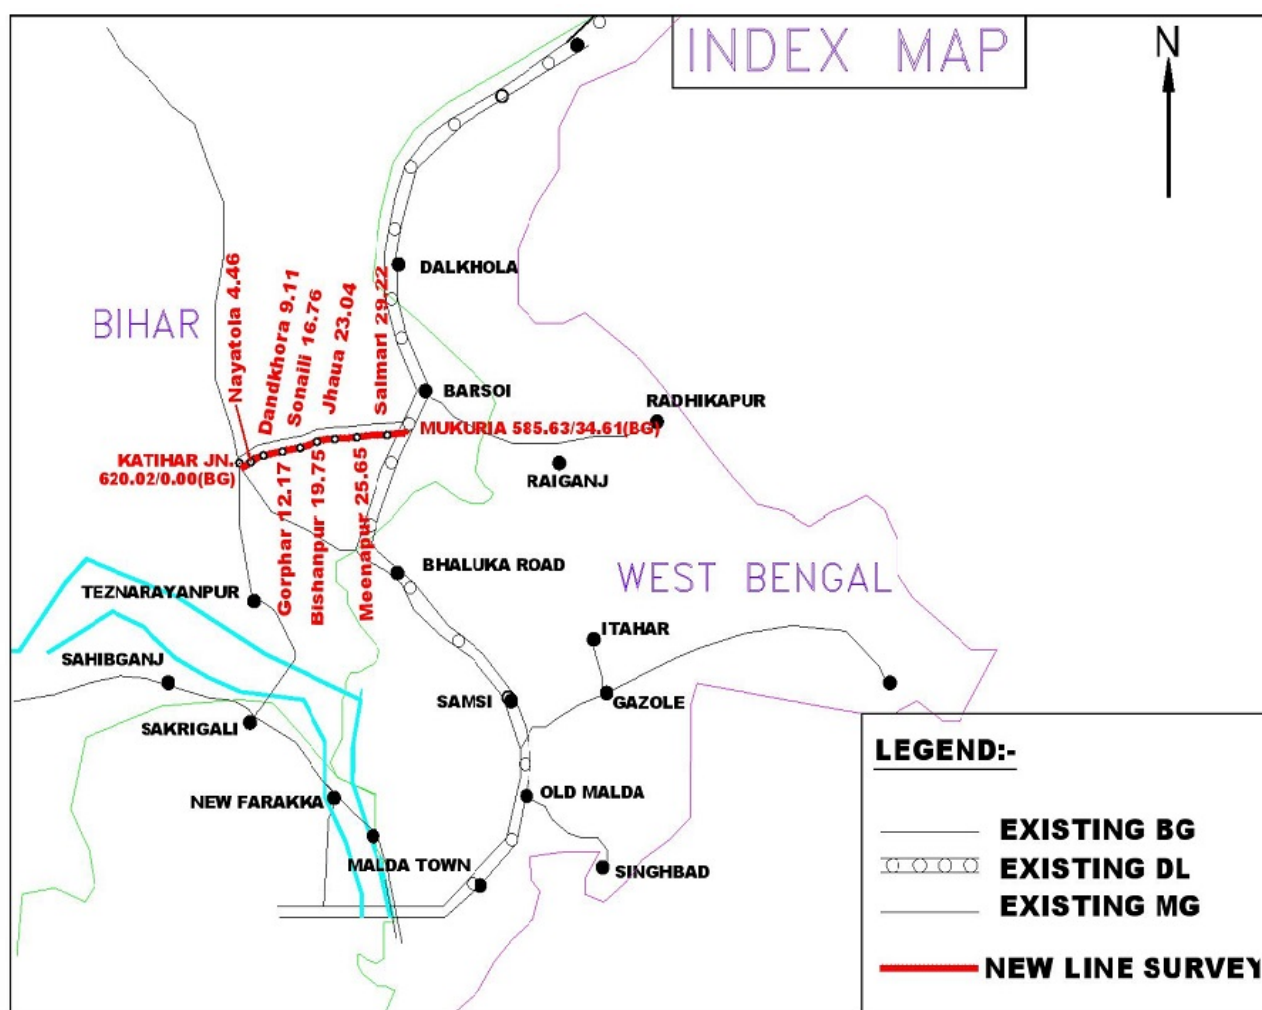 INDEX MAP
N
DALKHOLA
BIHAR
Nayatola 4.46
Dandkhora 9.11
Sonaili 16.76
Jhaua 23.04
Salmari 29.22
BARSOI
RADHIKAPUR
MUKURIA 585.63/34.61(BG)
KATIHAR JN.
620.02/0.00(BG)
RAIGANJ
Gorphar 12.17
Bishanpur 19.75
Meenapur 25.65
BHALUKA ROAD
WEST BENGAL
TEZNARAYANPUR
ITAHAR
SAHIBGANJ
SAMSI
GAZOLE
SAKRIGALI
NEW FARAKKA
OLD MALDA
MALDA TOWN
SINGHBAD
LEGEND:-
EXISTING BG
EXISTING DL
EXISTING MG
NEW LINE SURVEY